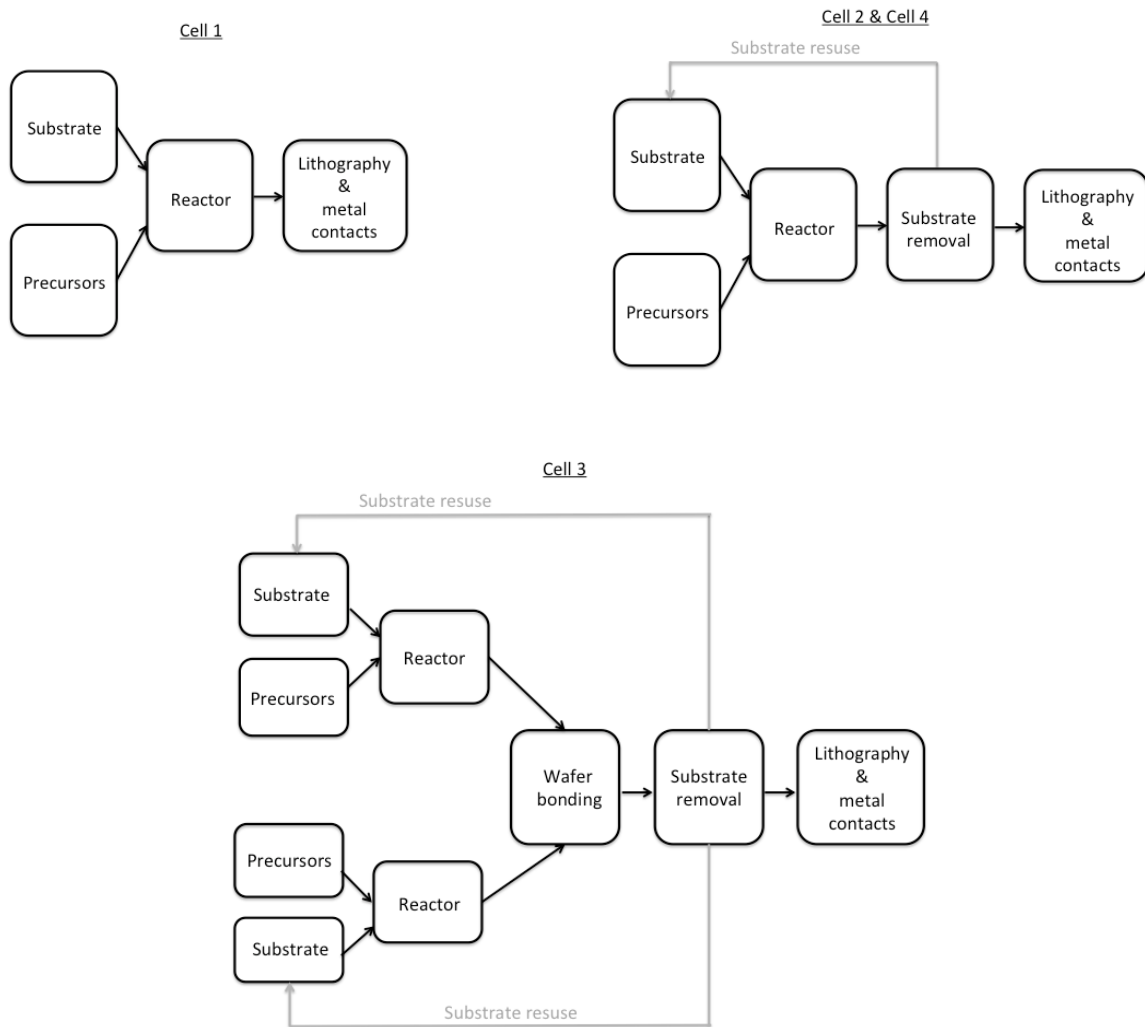 Cell 1
Substrate
Precursors
Reactor
Lithography
&
metal
contacts
Cell 2 & Cell 4
Substrate resuse
Substrate
Precursors
Reactor
Substrate
removal
Lithography
&
metal
contacts
Cell 3
Substrate resuse
Substrate
Precursors
Reactor
Precursors
Substrate
Reactor
Wafer
bonding
Substrate
removal
Lithography
&
metal
contacts
Substrate resuse